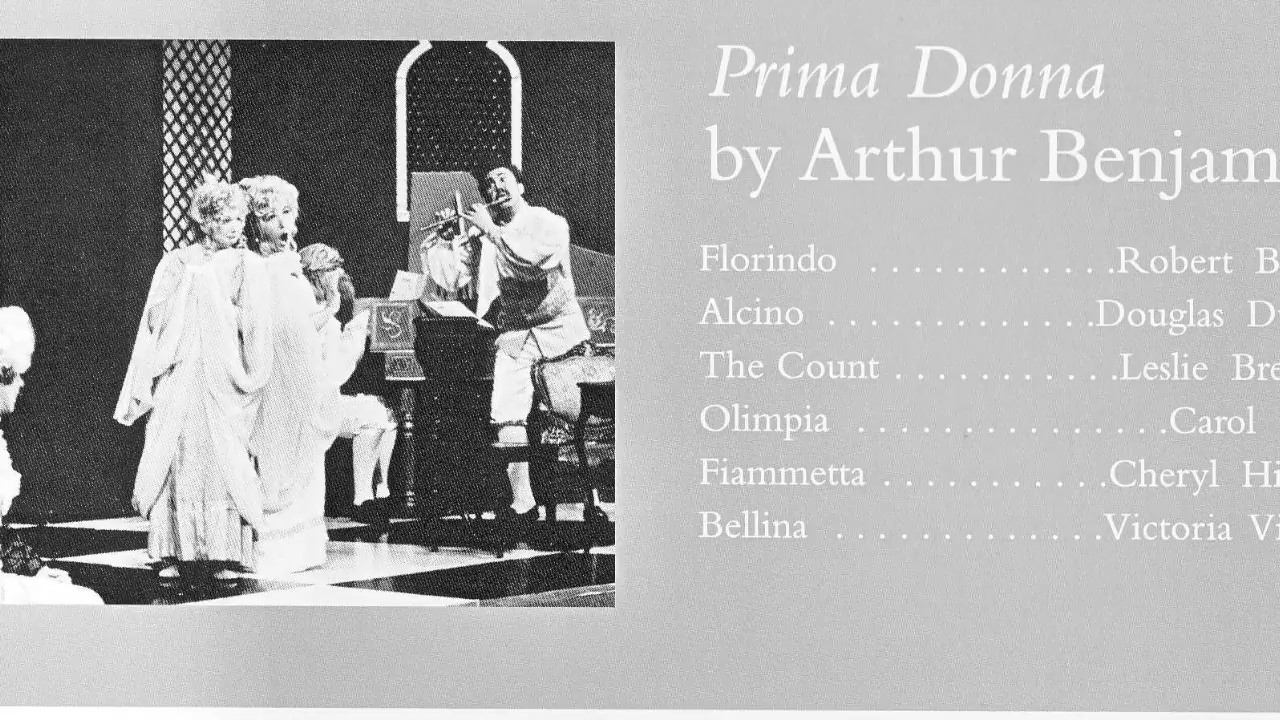 Prima Donna
by Arthur Benjam
Florindo . . . . . . . . . . . .Robert B
Alcino . . . . . . . . . . . . .Douglas D
The Count . . . . . . . . . . .Leslie Bre
Olimpia . . . . . . . . . . . . . . .Carol
Fiammetta . . . . . . . . . . .Cheryl Hi
Bellina . . . . . . . . . . . . .Victoria Vi